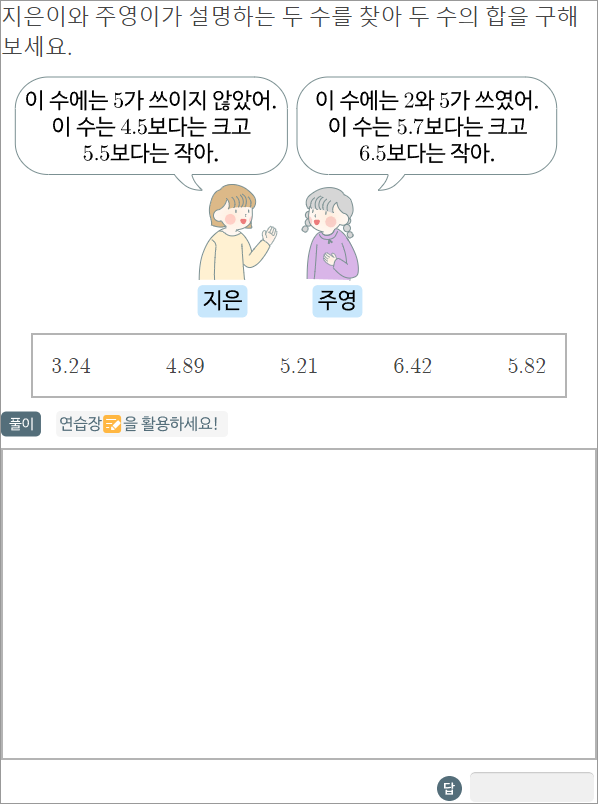 지은이와 주영이가 설명하는 두 수를 찾아 두 수의 합을 구해
보세요.
이 수에는 5가 쓰이지 않았어.
이 수는 4.5보다는 크고
5.5보다는 작아.
이 수에는 2와 5가 쓰였어.
이 수는 5.7보다는 크고
6.5보다는 작아.
지은
주영
3.24 4.89 5.21 6.42 5.82
풀이 연습장을 활용하세요!
답